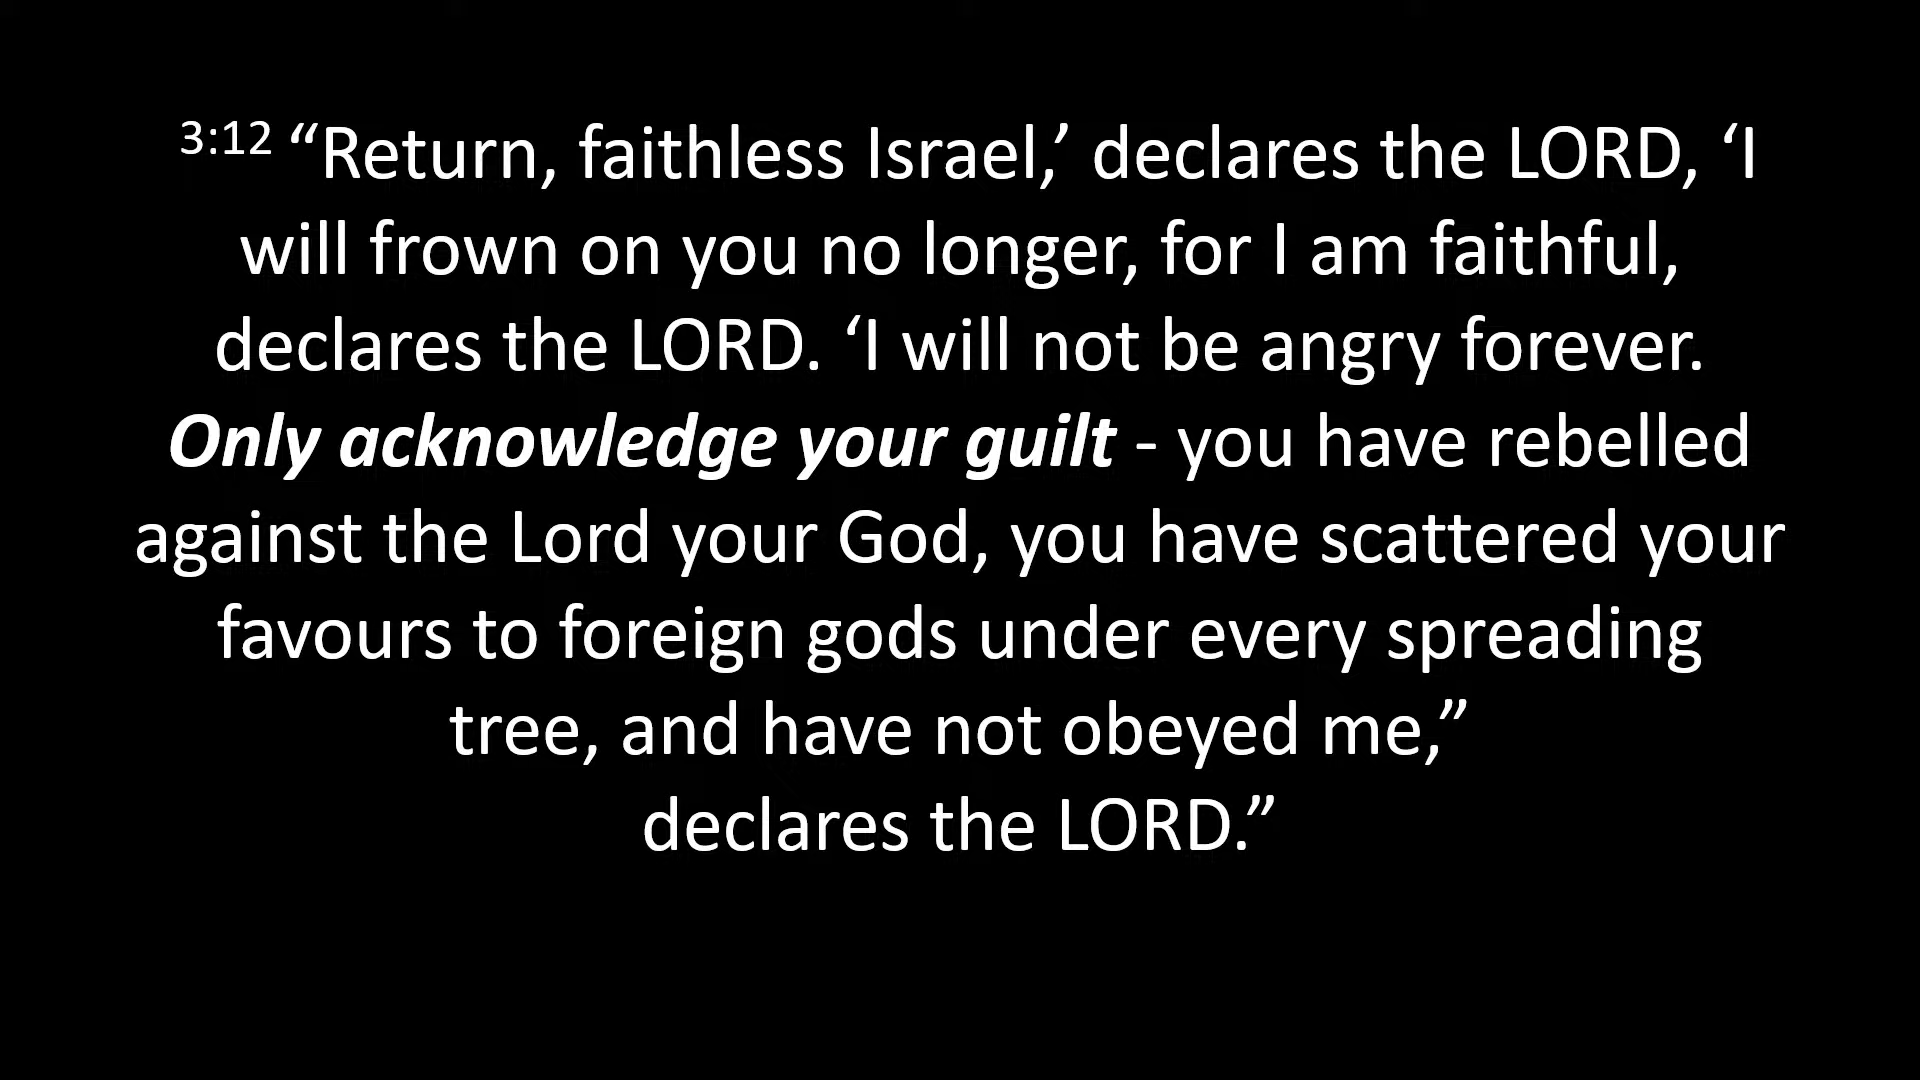 3:12 “Return, faithless Israel,’ declares the LORD, ‘I
will frown on you no longer, for I am faithful,
declares the LORD. ‘I will not be angry forever.
Only acknowledge your guilt - you have rebelled
against the Lord your God, you have scattered your
favours to foreign gods under every spreading
tree, and have not obeyed me,”
declares the LORD.”